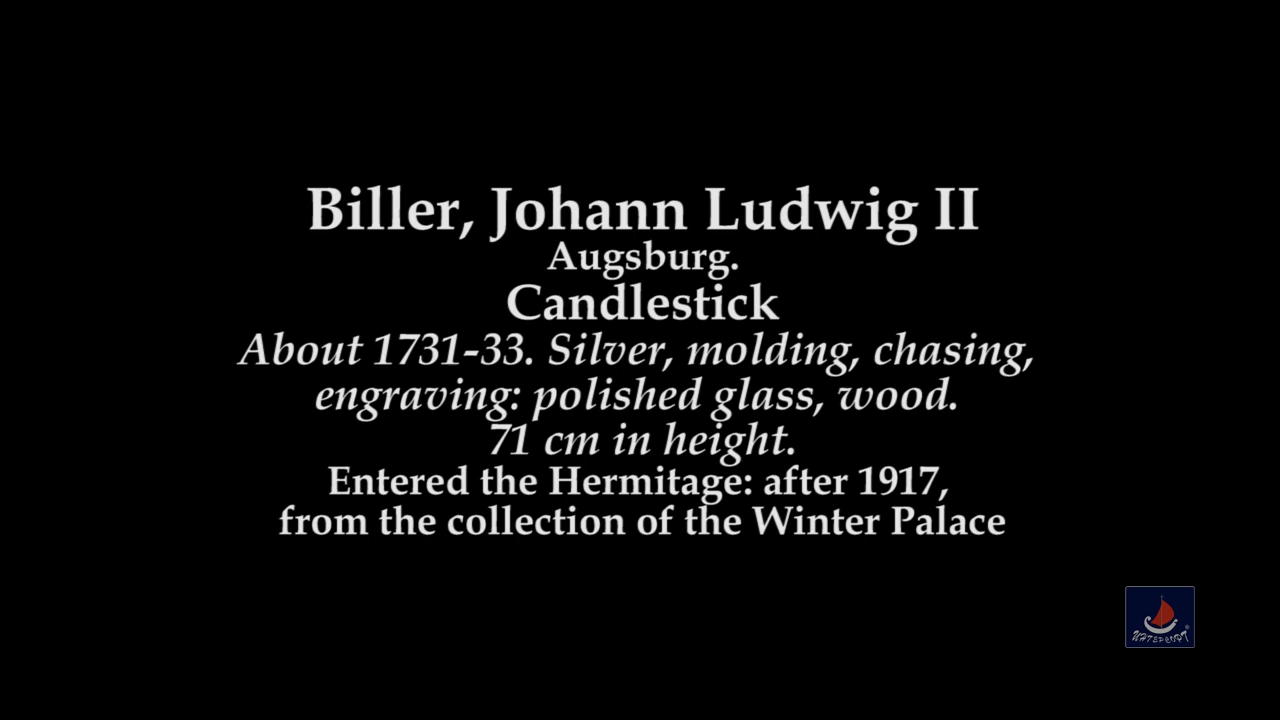 Biller, Johann Ludwig II
Augsburg.
Candlestick
About 1731-33. Silver, molding, chasing,
engraving: polished glass, wood.
71 cm in height.
Entered the Hermitage: after 1917,
from the collection of the Winter Palace